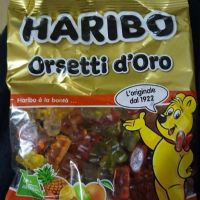 HARIBO
Orsetti d'Oro
L'originale
dal 1922
Haribo è la bontà...